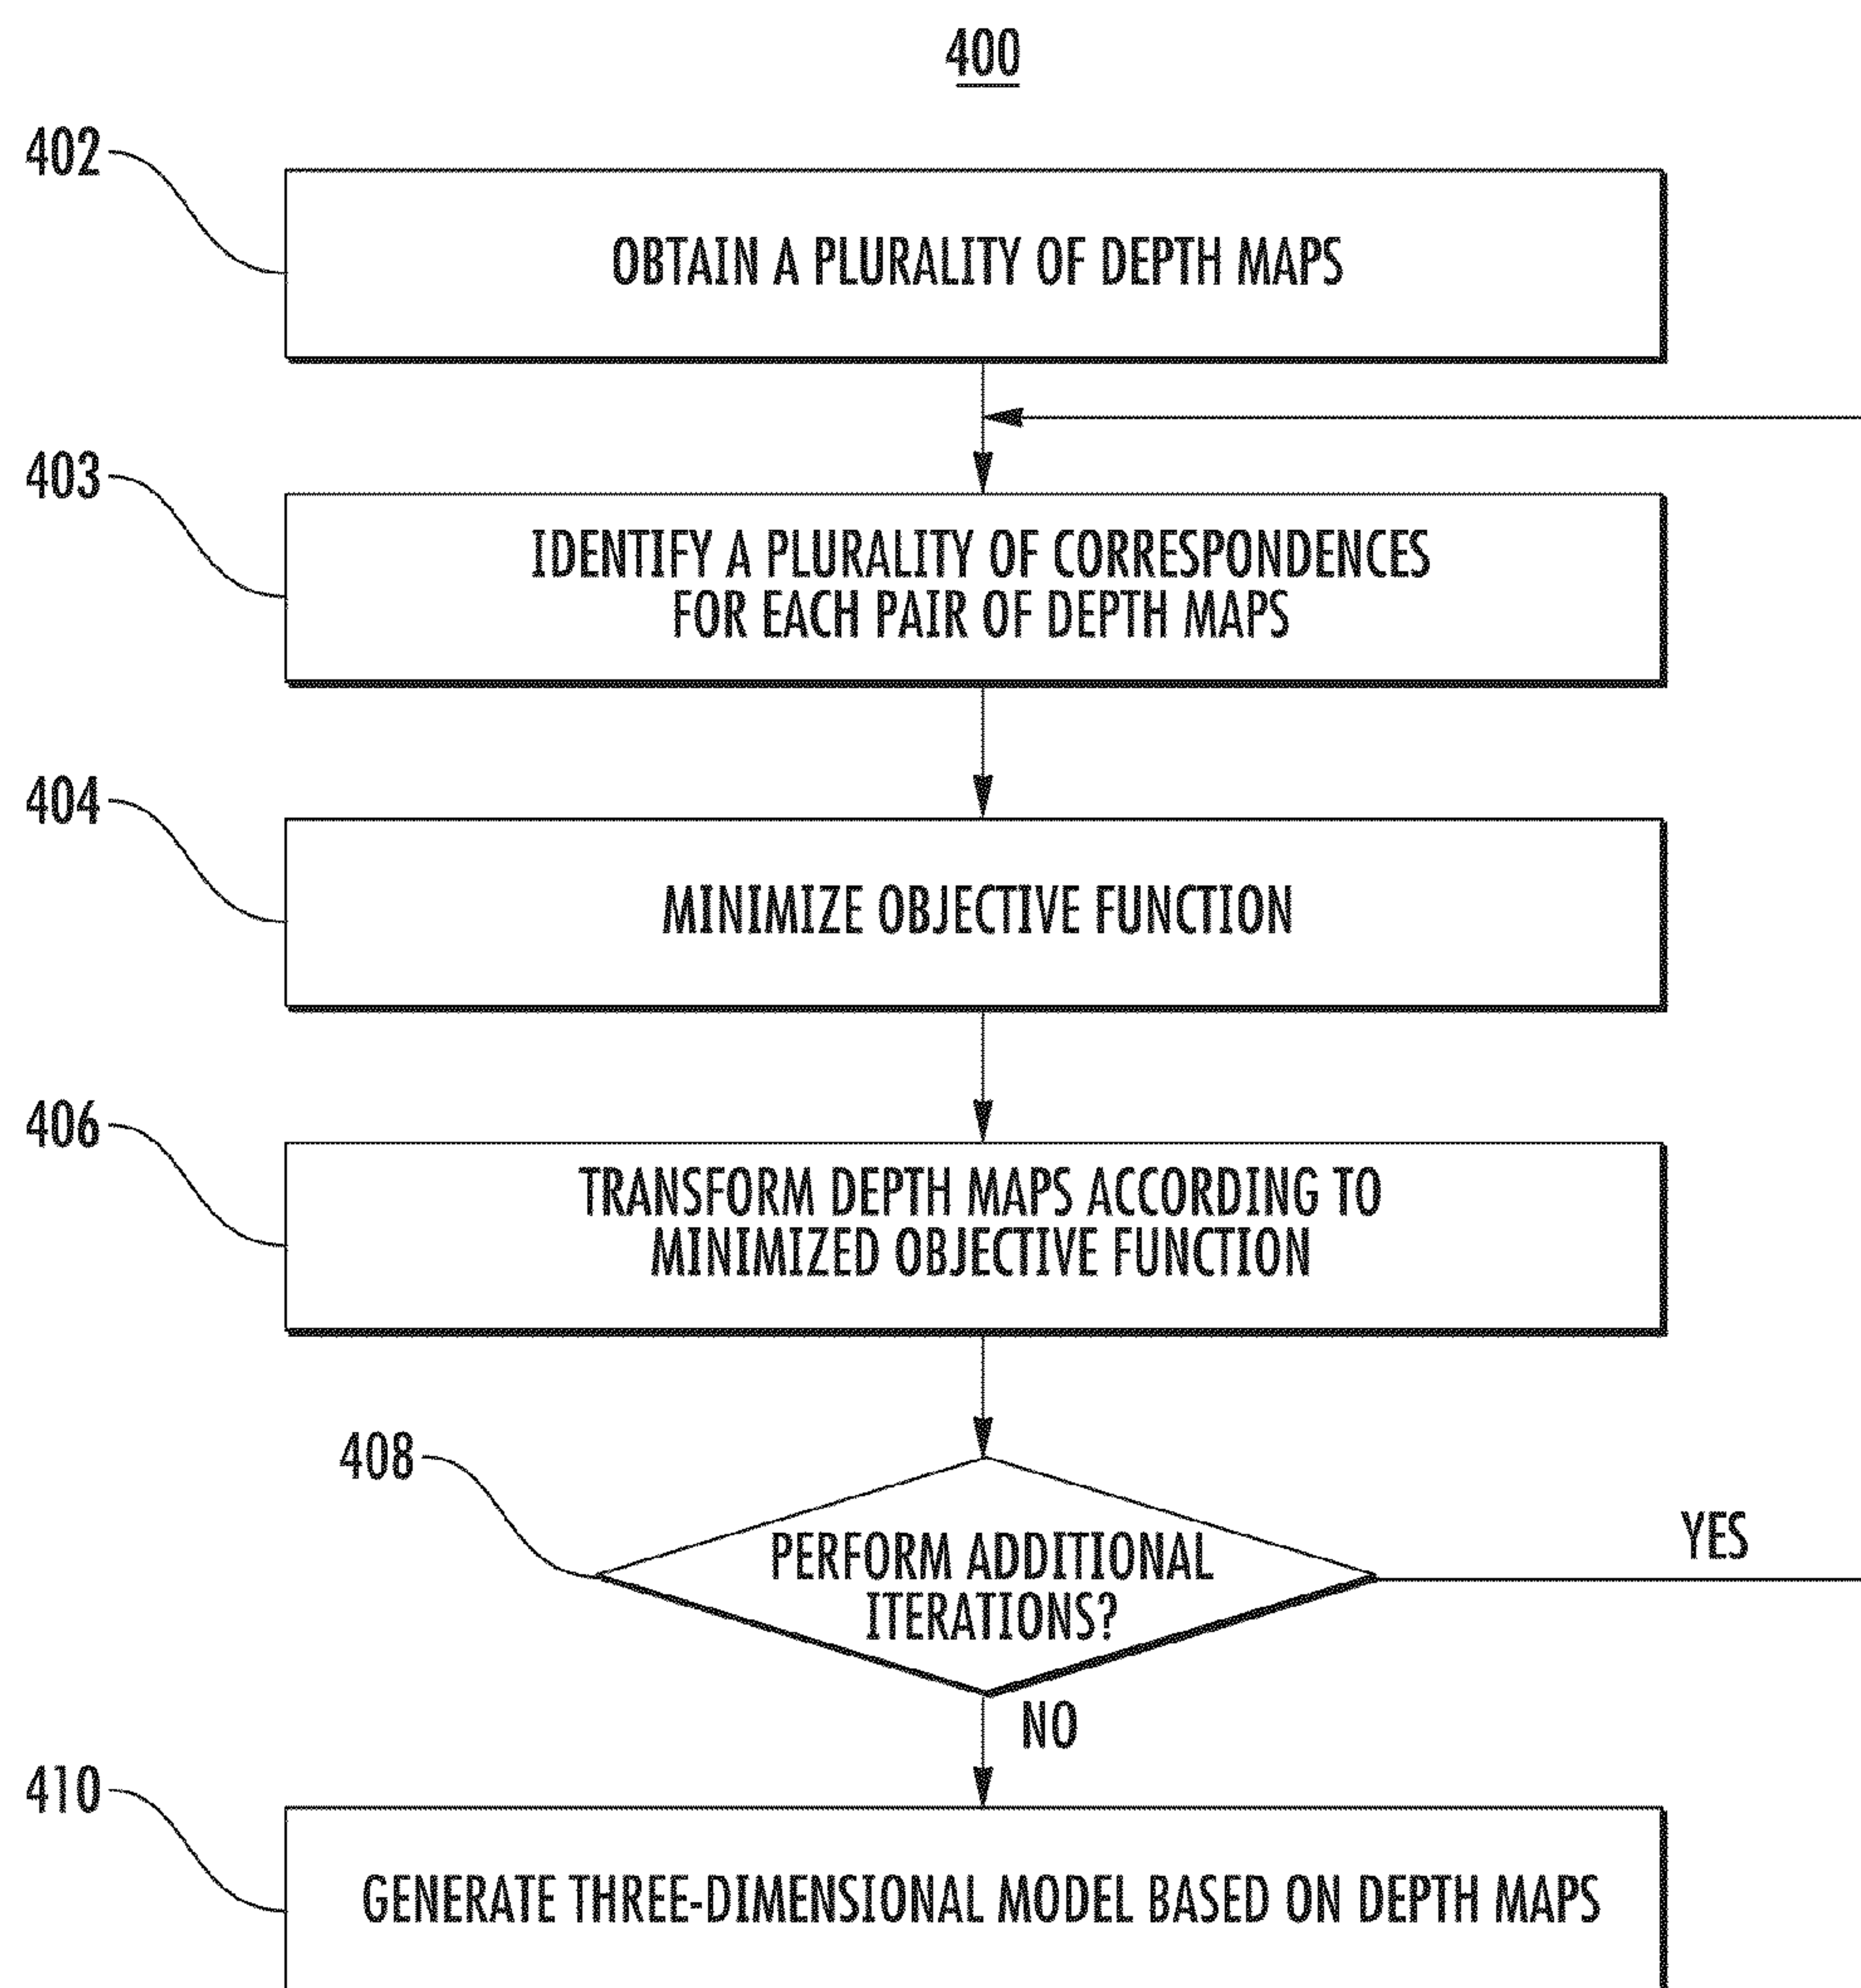 400
402
OBTAIN A PLURALITY OF DEPTH MAPS
403
IDENTIFY A PLURALITY OF CORRESPONDENCES
FOR EACH PAIR OF DEPTH MAPS
404
MINIMIZE OBJECTIVE FUNCTION
406
TRANSFORM DEPTH MAPS ACCORDING TO
MINIMIZED OBJECTIVE FUNCTION
408
PERFORM ADDITIONAL
ITERATIONS?
YES
NO
410
GENERATE THREE-DIMENSIONAL MODEL BASED ON DEPTH MAPS